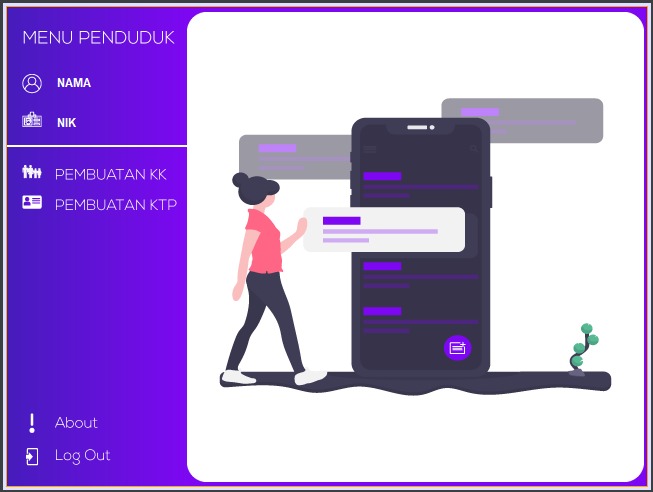 MENU PENDUDUK
NAMA
NIK
PEMBUATAN KK
PEMBUATAN KTP
About
Log Out